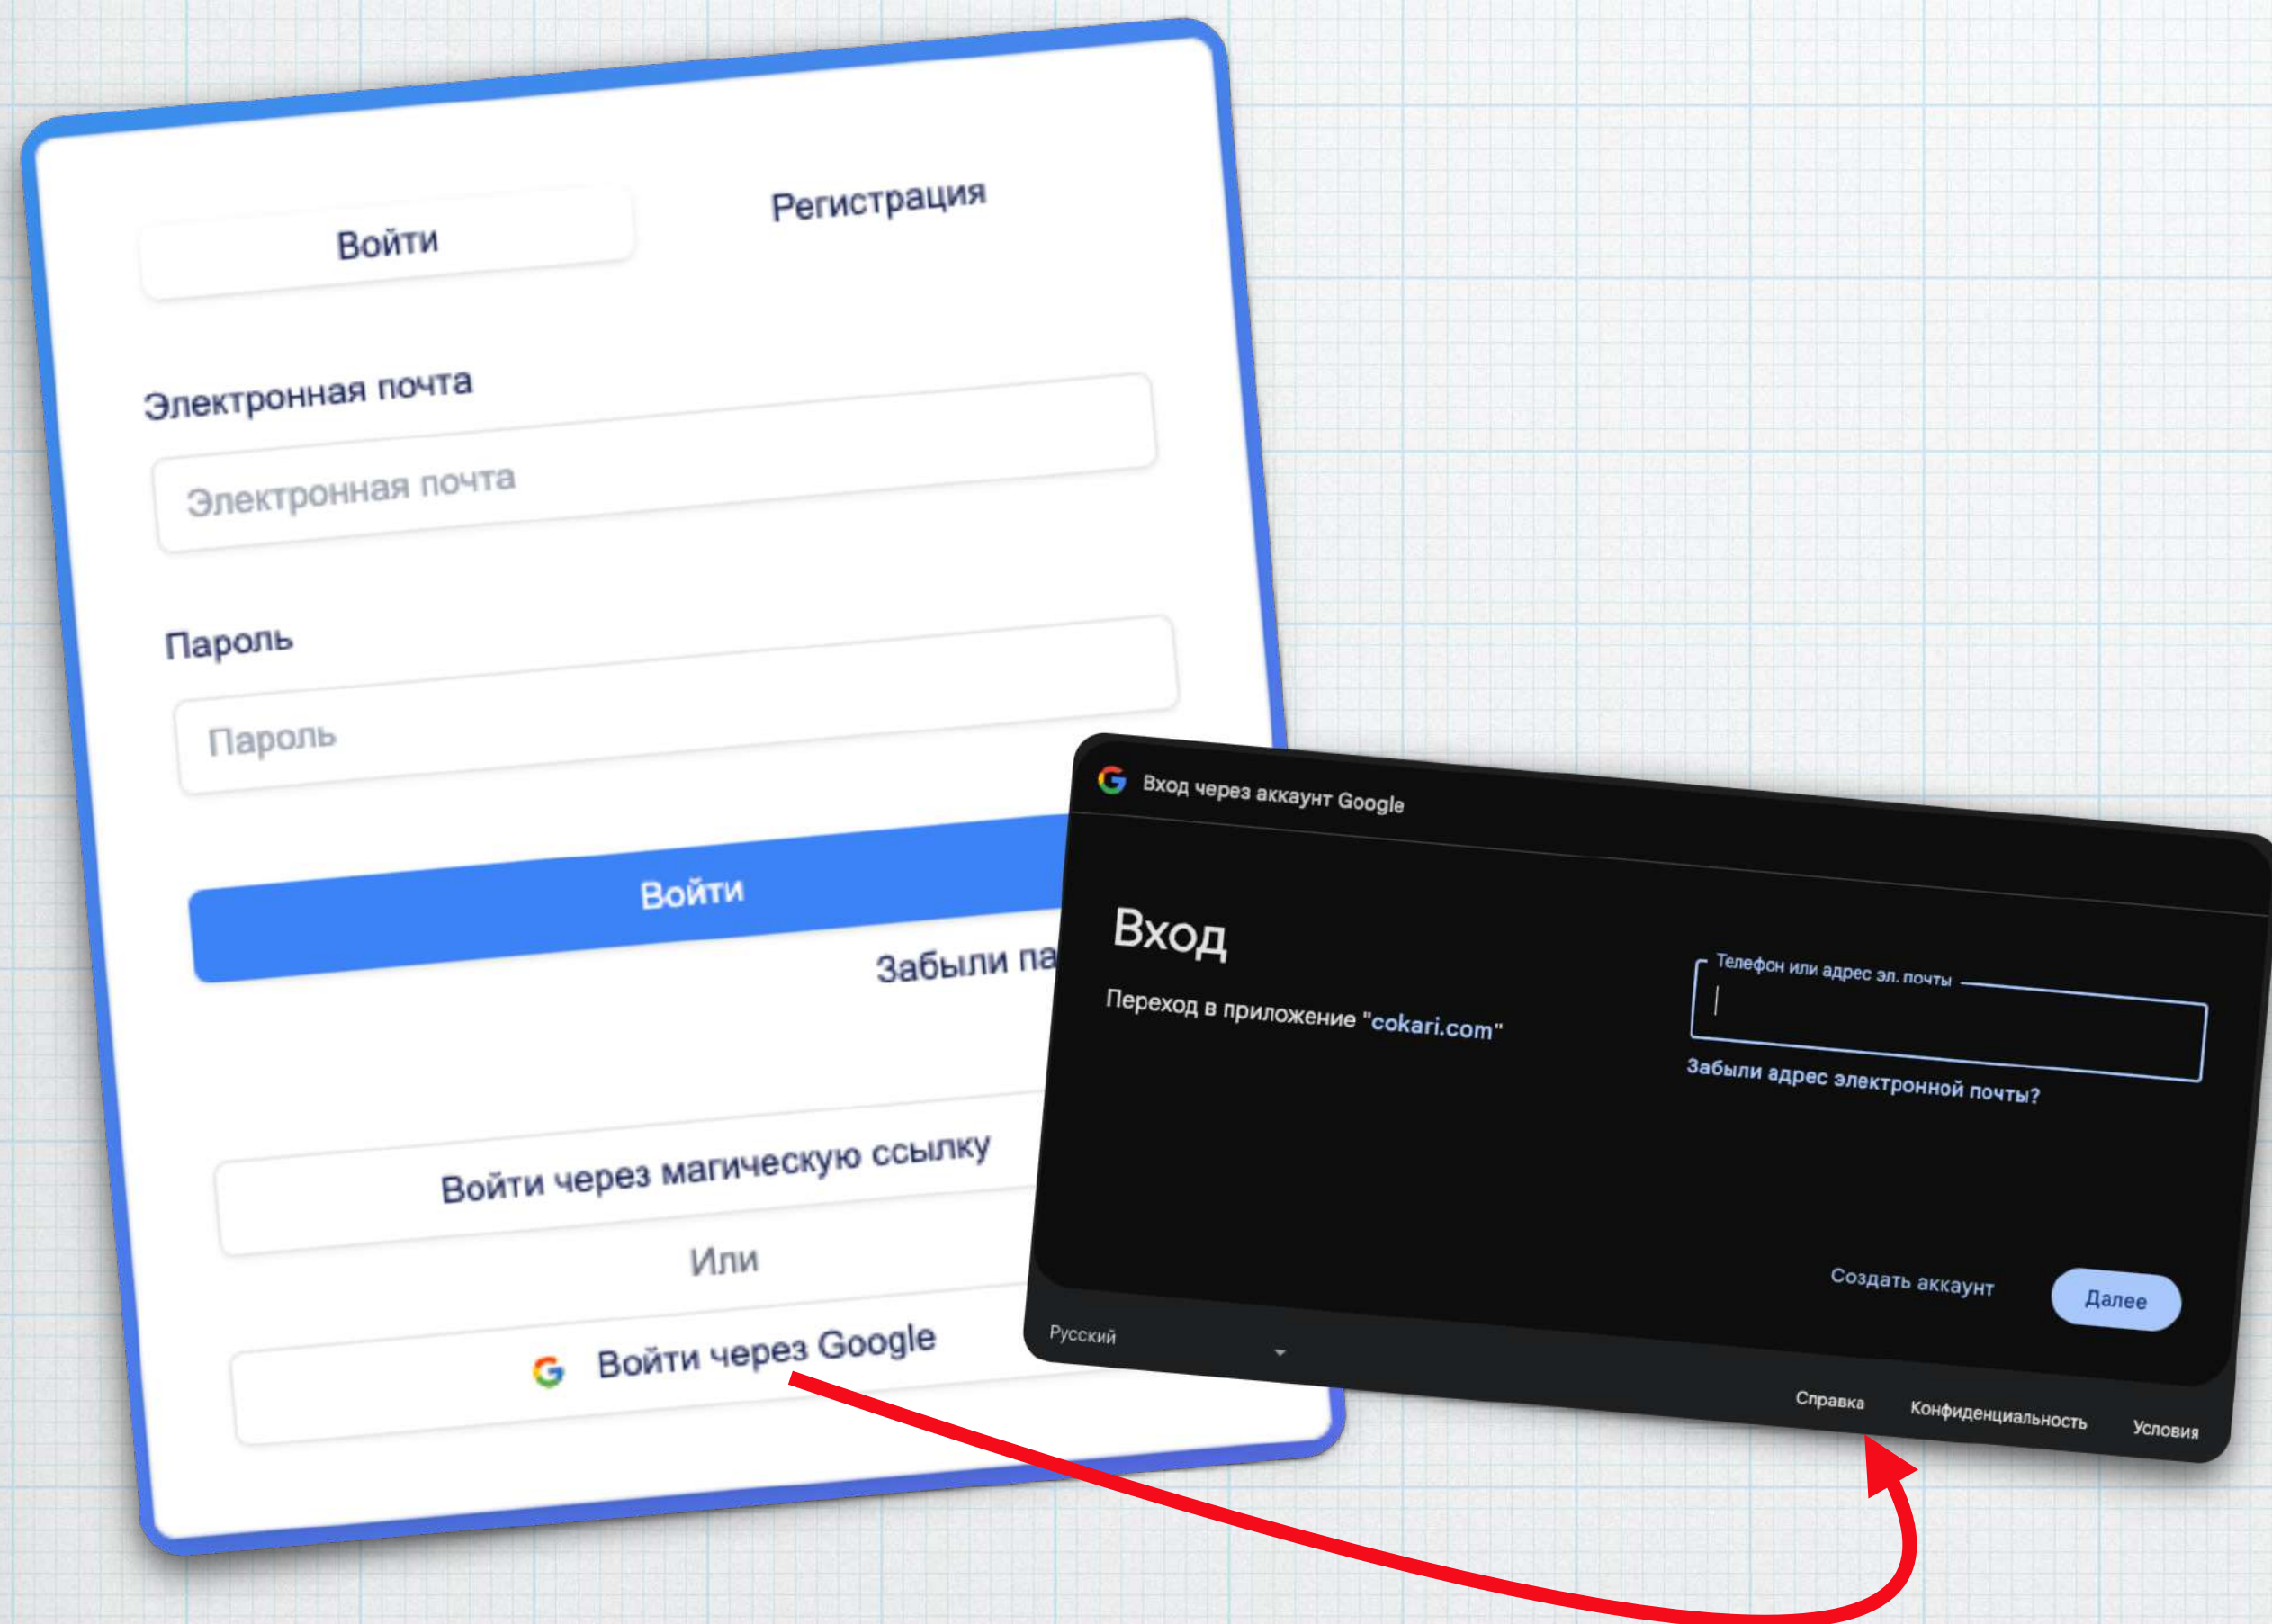 Войти
Регистрация
Электронная почта
Электронная почта
Пароль
Пароль
Войти
Забыли
Войти через магическую ссылку
Или
Войти через Google
Вход через аккаунт Google
Вход
Переход в приложение "cokari.com"
Телефон или адрес эл. почты
Забыли адрес электронной почты?
Создать аккаунт
Далее
Русский
Справка
Конфиденциальность
Условия